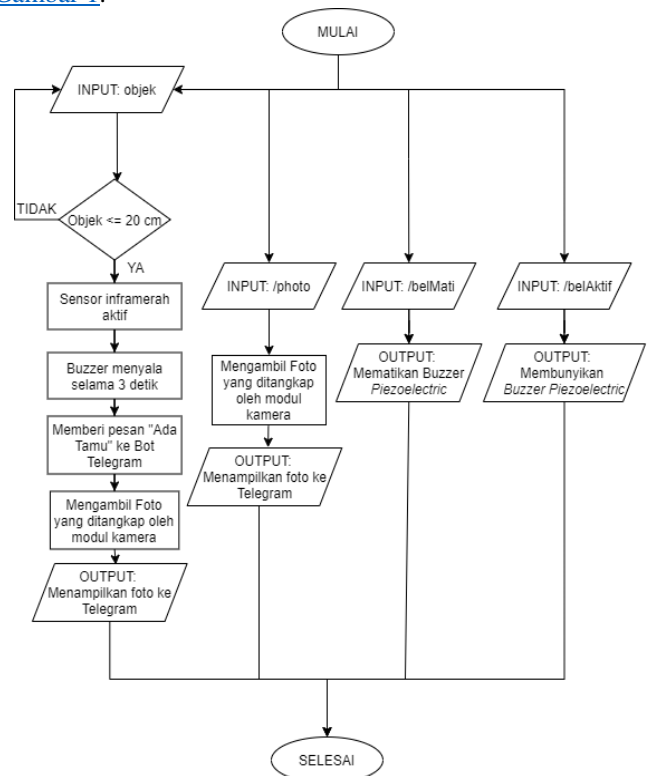 Gambar 1.
MULAI
INPUT: objek
TIDAK
Objek <= 20 cm
YA
Sensor inframerah
aktif
Buzzer menyala
selama 3 detik
Memberi pesan "Ada
Tamu" ke Bot
Telegram
Mengambil Foto
yang ditangkap oleh
modul kamera
OUTPUT:
Menampilkan foto ke
Telegram
INPUT: /photo
Mengambil Foto
yang ditangkap
oleh modul
kamera
OUTPUT:
Menampilkan foto ke
Telegram
INPUT: /belMati
OUTPUT:
Mematikan Buzzer
Piezoelectric
INPUT: /belAktif
OUTPUT:
Membunyikan
Buzzer Piezoelectric
SELESAI